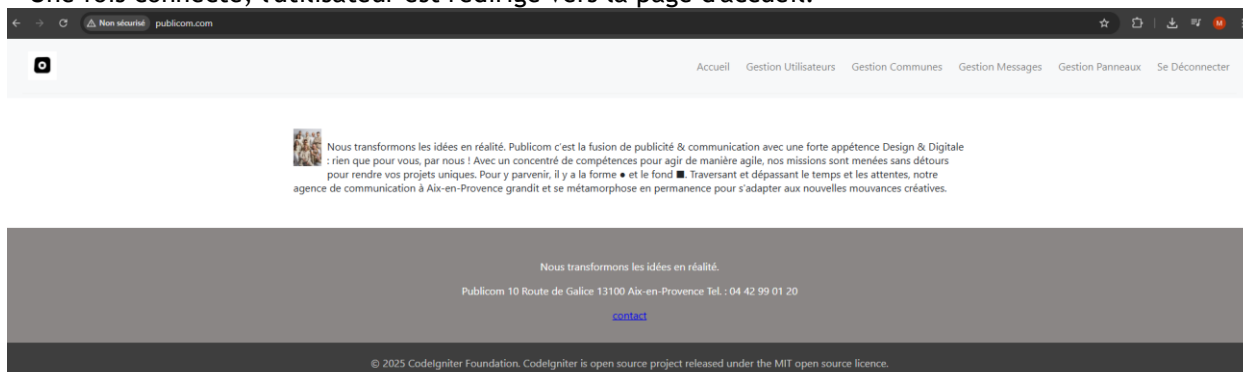 Une fois connecté, l'utilisateur est redirigé vers la page d'accueil.
Non sécurisé publicom.com
M
Accueil Gestion Utilisateurs Gestion Communes Gestion Messages Gestion Panneaux Se Déconnecter
Nous transformons les idées en réalité. Publicom c'est la fusion de publicité & communication avec une forte appétence Design & Digitale
: rien que pour vous, par nous ! Avec un concentré de compétences pour agir de manière agile, nos missions sont menées sans détours
pour rendre vos projets uniques. Pour y parvenir, il y a la forme ● et le fond ■. Traversant et dépassant le temps et les attentes, notre
agence de communication à Aix-en-Provence grandit et se métamorphose en permanence pour s'adapter aux nouvelles mouvances créatives.
Nous transformons les idées en réalité.
Publicom 10 Route de Galice 13100 Aix-en-Provence Tel. : 04 42 99 01 20
contact
© 2025 CodeIgniter Foundation. CodeIgniter is open source project released under the MIT open source licence.